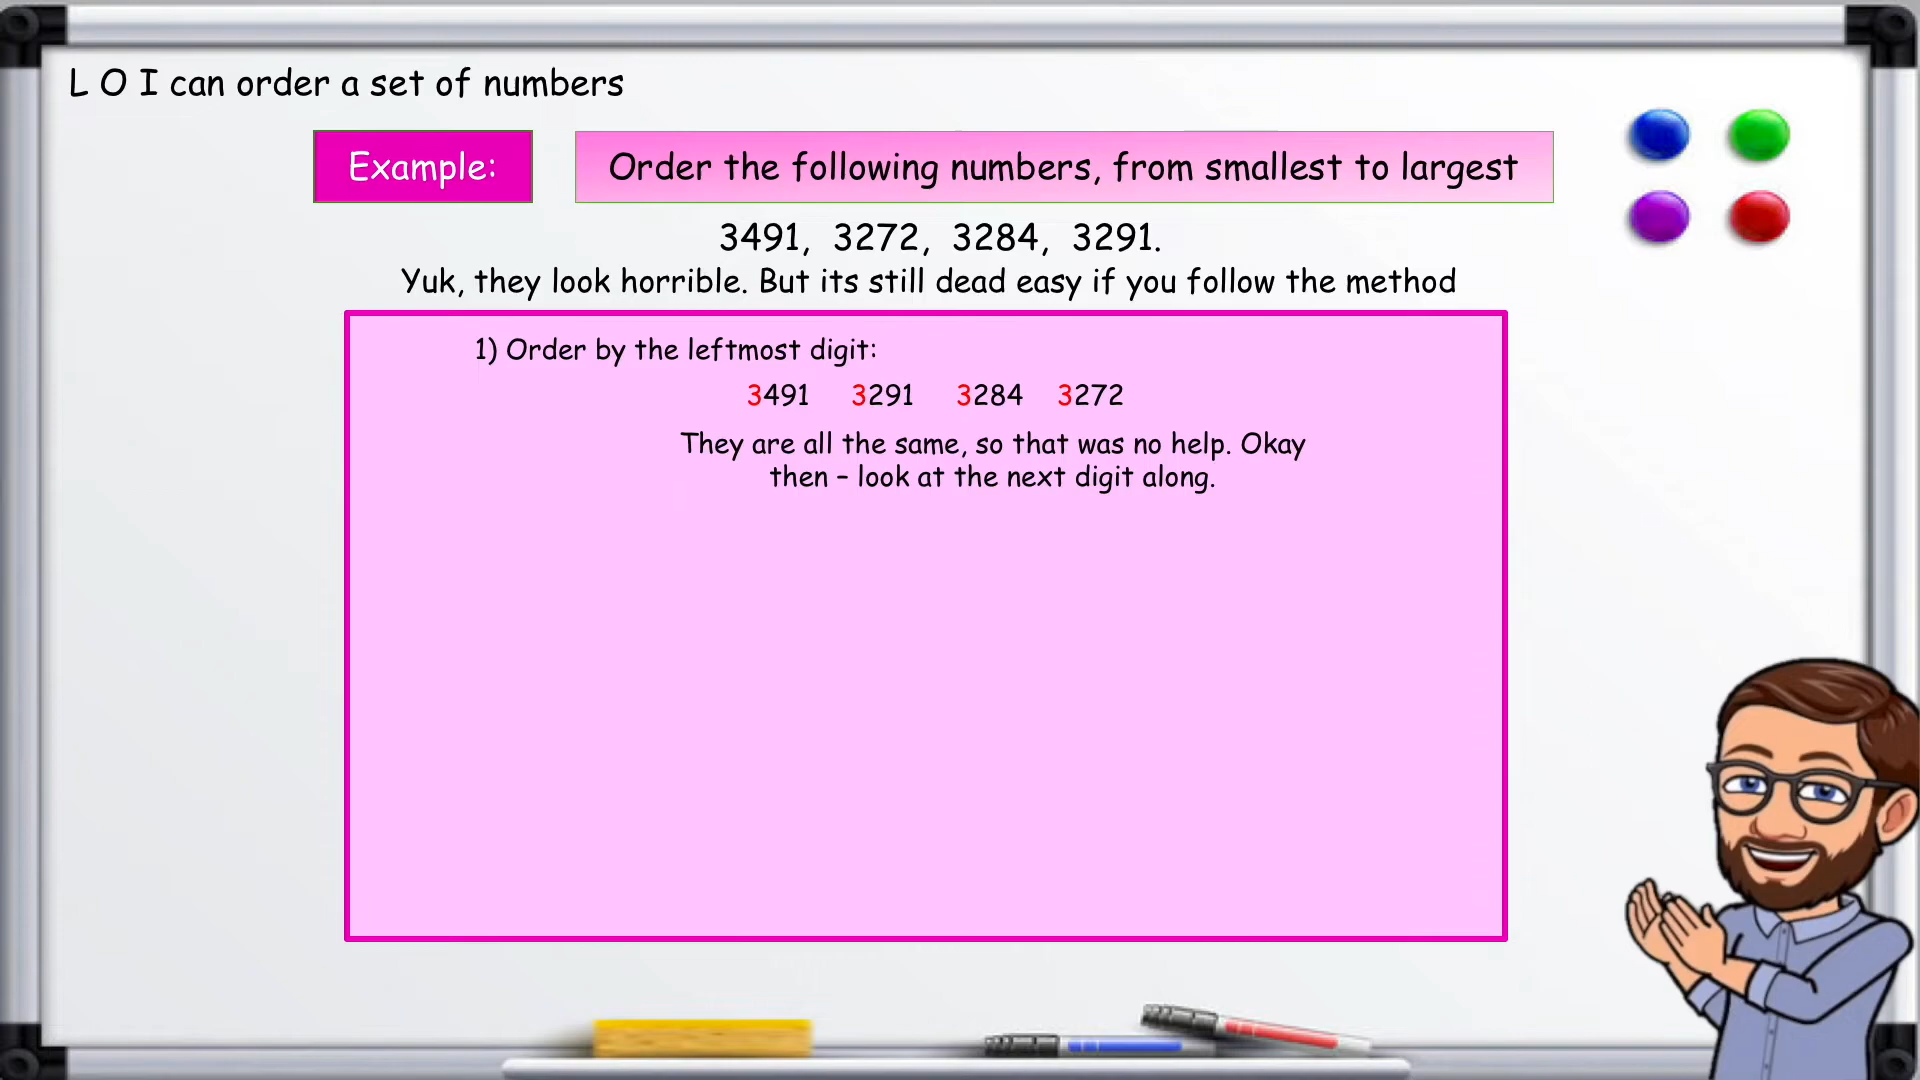 L O I can order a set of numbers
Example:
Order the following numbers, from smallest to largest
3491, 3272, 3284, 3291.
Yuk, they look horrible. But its still dead easy if you follow the method
1) Order by the leftmost digit:
3491 3291 3284 3272
They are all the same, so that was no help. Okay
then – look at the next digit along.